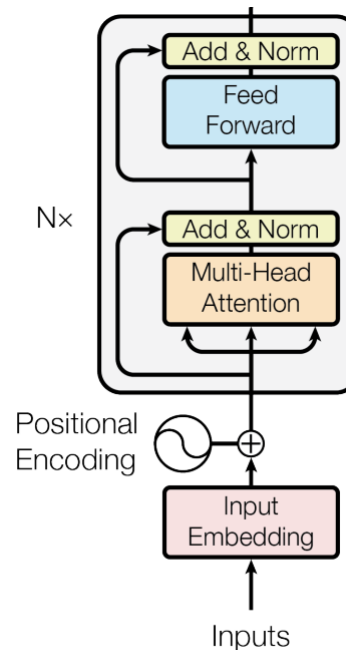 Add & Norm
Feed
Forward
N×
Add & Norm
Multi-Head
Attention
Positional
Encoding
Input
Embedding
Inputs